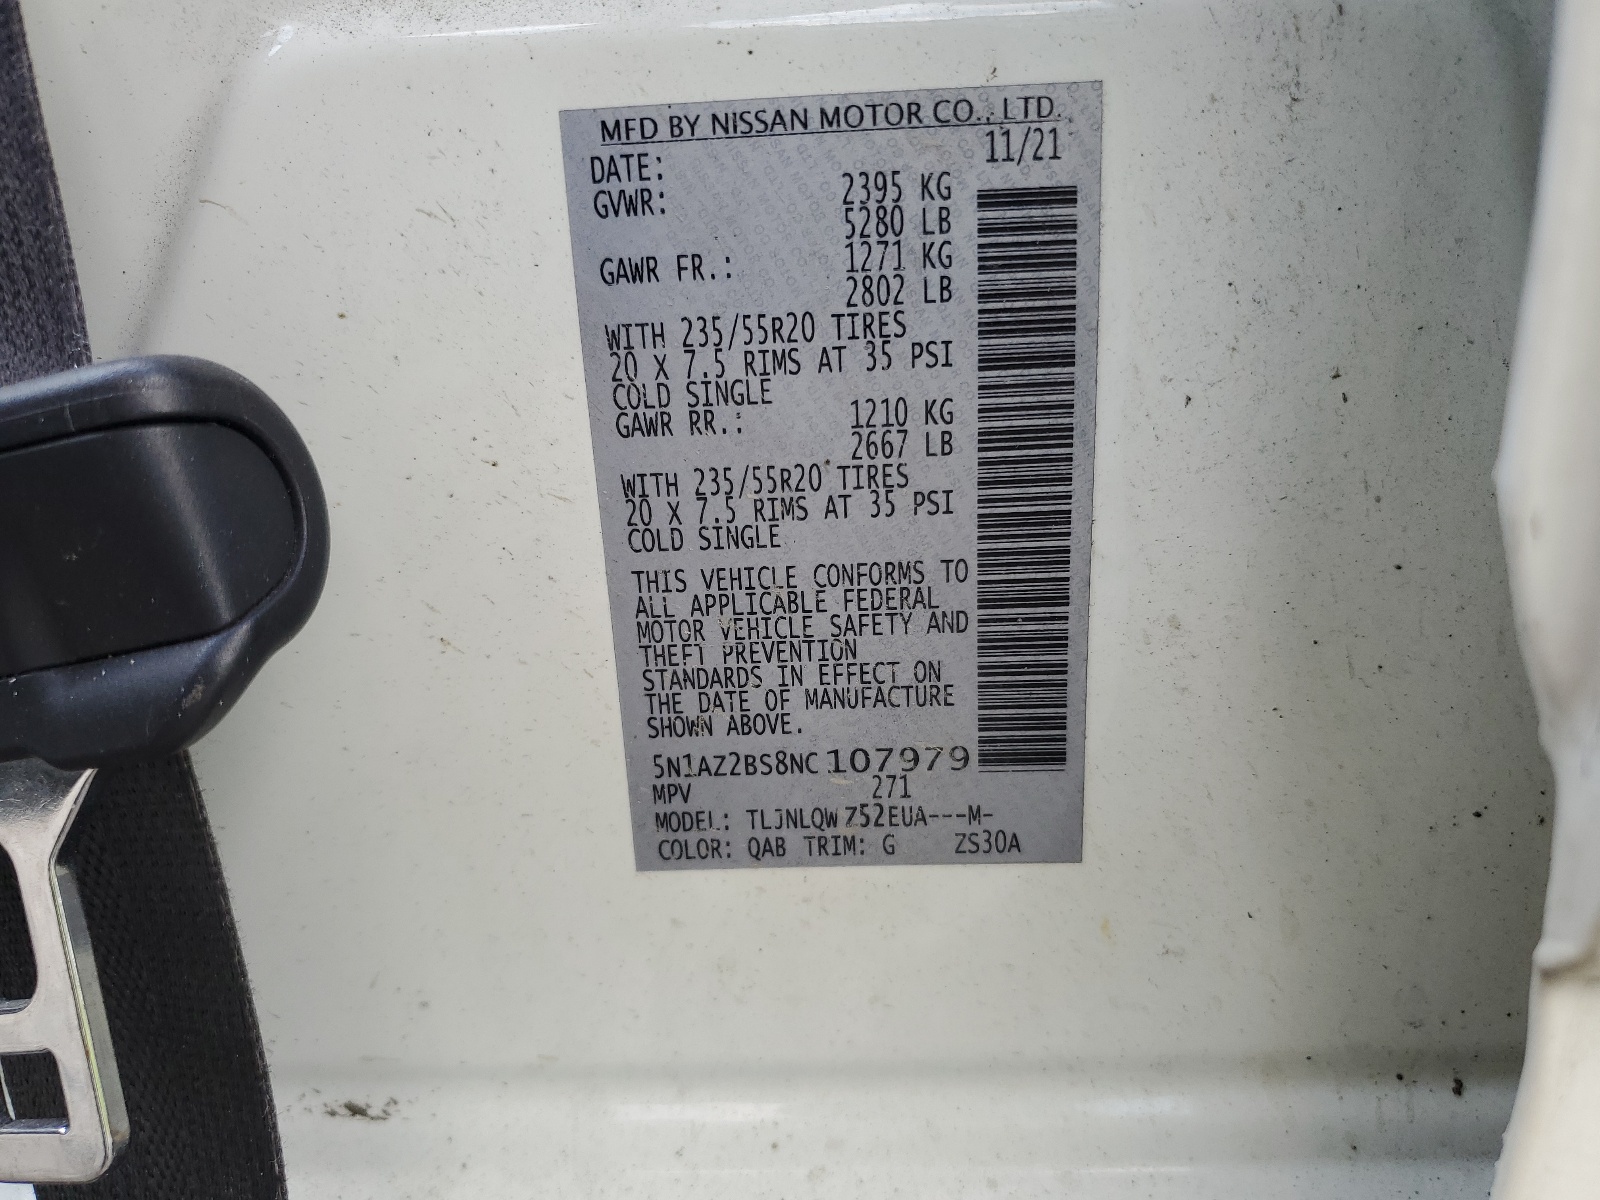 MFD BY NISSAN MOTOR CO., LTD.
DATE: 11/21
GVWR: 2395 KG
5280 LB
GAWR FR.: 1271 KG
2802 LB
WITH 235/55R20 TIRES
20 X 7.5 RIMS AT 35 PSI
COLD SINGLE
GAWR RR.: 1210 KG
2667 LB
WITH 235/55R20 TIRES
20 X 7.5 RIMS AT 35 PSI
COLD SINGLE
THIS VEHICLE CONFORMS TO
ALL APPLICABLE FEDERAL
MOTOR VEHICLE SAFETY AND
THEFT PREVENTION
STANDARDS IN EFFECT ON
THE DATE OF MANUFACTURE
SHOWN ABOVE.
5N1AZ2BS8NC107979
MPV 271
MODEL: TLJNLQWZ52EUA---M-
COLOR: QAB TRIM: G ZS30A